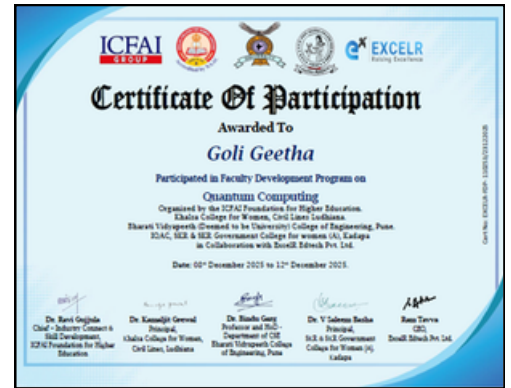 ICFAI
GROUP
EXCELR
Raising Excellence
Certificate Of Participation
Awarded To
Goli Geetha
Participated in Faculty Development Program on
Quantum Computing
Organized by the ICFAI Foundation for Higher Education.
Khalsa College for Women, Civil Lines Ludhiana
Bharati Vidyapeeth (Deemed to be University) College of Engineering, Pune.
IQAC, SKR & SKR Government College for women (A), Kadapa
in Collaboration with ExcelR Edtech Pvt. Ltd.
Date: 08th December 2025 to 12th December 2025.
Dr. Ravi
Chief - Industry Connect &
Skill Development,
ICFAI Foundation for Higher
Education
Dr. Kamaljit Grewal
Principal,
Khalsa College for Women,
Civil Lines, Ludhiana
Dr. Bindu Garg
Professor and HoD -
Department of CSE
Bharati Vidyapeeth College
of Engineering, Pune
Dr. V Saleem Basha
Principal,
SKR & SKR Government
College for Women (A),
Kadapa
Ram Tavva
CEO,
ExcelR Edtech Pvt. Ltd.